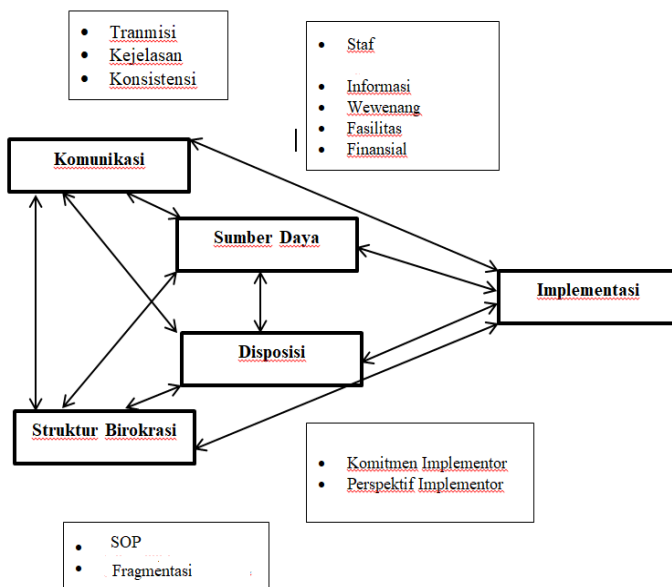 Tranmisi
Kejelasan
Konsistensi
Staf
Informasi
Wewenang
Fasilitas
Finansial
Komunikasi
Sumber Daya
Implementasi
Disposisi
Struktur Birokrasi
Komitmen Implementor
Perspektif Implementor
SOP
Fragmentasi